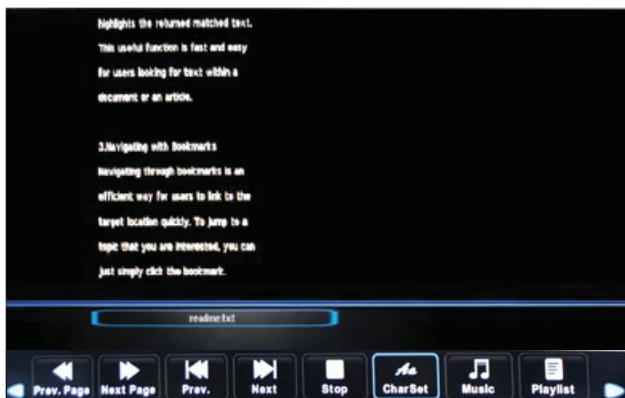 highlights the returned matched text.
This useful function is fast and easy
for users looking for text within a
document or an article.
3.Navigating with Bookmarks
Navigating through bookmarks is an
efficient way for users to link to the
target location quickly. To jump to a
topic that you are interested, you can
just simply click the bookmark.
readme.txt
Prev. Page Next Page Prev. Next Stop CharSet Music Playlist